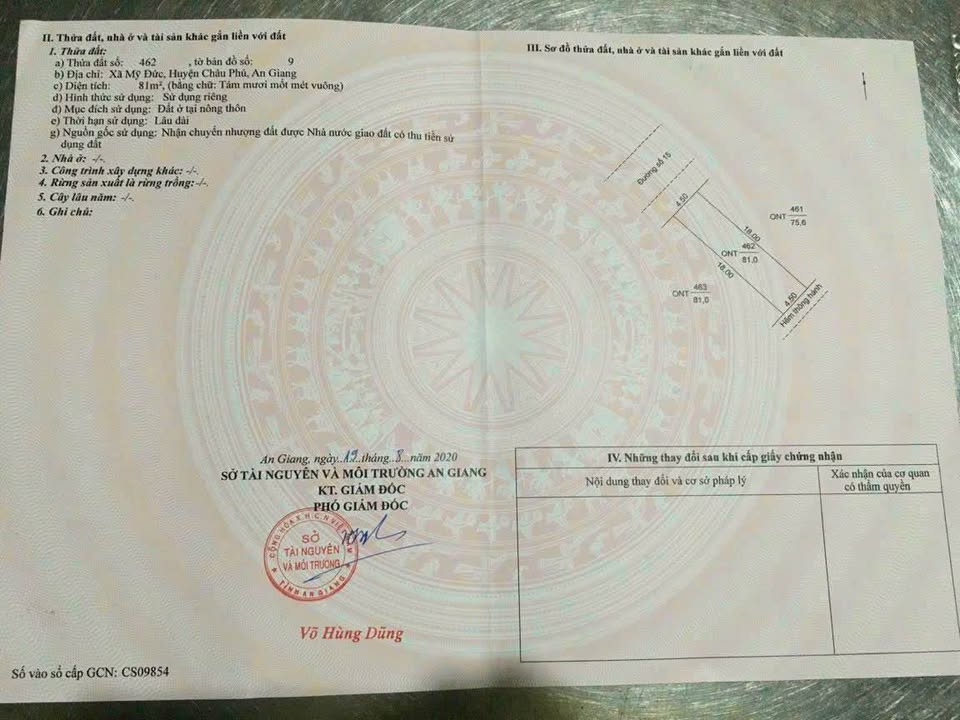 II. Thửa đất, nhà ở và tài sản khác gắn liền với đất
1. Thửa đất:
a) Thửa đất số: 462 , tờ bản đồ số: 9
b) Địa chỉ: Xã Mỹ Đức, Huyện Châu Phú, An Giang
c) Diện tích: 81m², (bằng chữ: Tám mươi mốt mét vuông)
d) Hình thức sử dụng: Sử dụng riêng
đ) Mục đích sử dụng: Đất ở tại nông thôn
e) Thời hạn sử dụng: Lâu dài
g) Nguồn gốc sử dụng: Nhận chuyển nhượng đất được Nhà nước giao đất có thu tiền sử
dụng đất
2. Nhà ở: -/-.
3. Công trình xây dựng khác: -/-.
4. Rừng sản xuất là rừng trồng: -/-.
5. Cây lâu năm: -/-.
6. Ghi chú:
III. Sơ đồ thửa đất, nhà ở và tài sản khác gắn liền với đất
Đường số 15
4.50
18.00
ONT 461
75,6
ONT 462
81,0
18.00
ONT 463
81,0
4.50
Hẻm thông hành
An Giang, ngày 19 tháng 8 năm 2020
SỞ TÀI NGUYÊN VÀ MÔI TRƯỜNG AN GIANG
KT. GIÁM ĐỐC
PHÓ GIÁM ĐỐC
CỘNG HÒA X.H.C.N VIỆT NAM
SỞ
TÀI NGUYÊN
VÀ MÔI TRƯỜNG
TỈNH AN GIANG
Võ Hùng Dũng
IV. Những thay đổi sau khi cấp giấy chứng nhận
Nội dung thay đổi và cơ sở pháp lý
Xác nhận của cơ quan
có thẩm quyền
Số vào sổ cấp GCN: CS09854